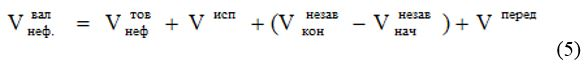 V вал неф. = V тов неф + V исп + (V незав кон − V незав нач) + V перед
(5)